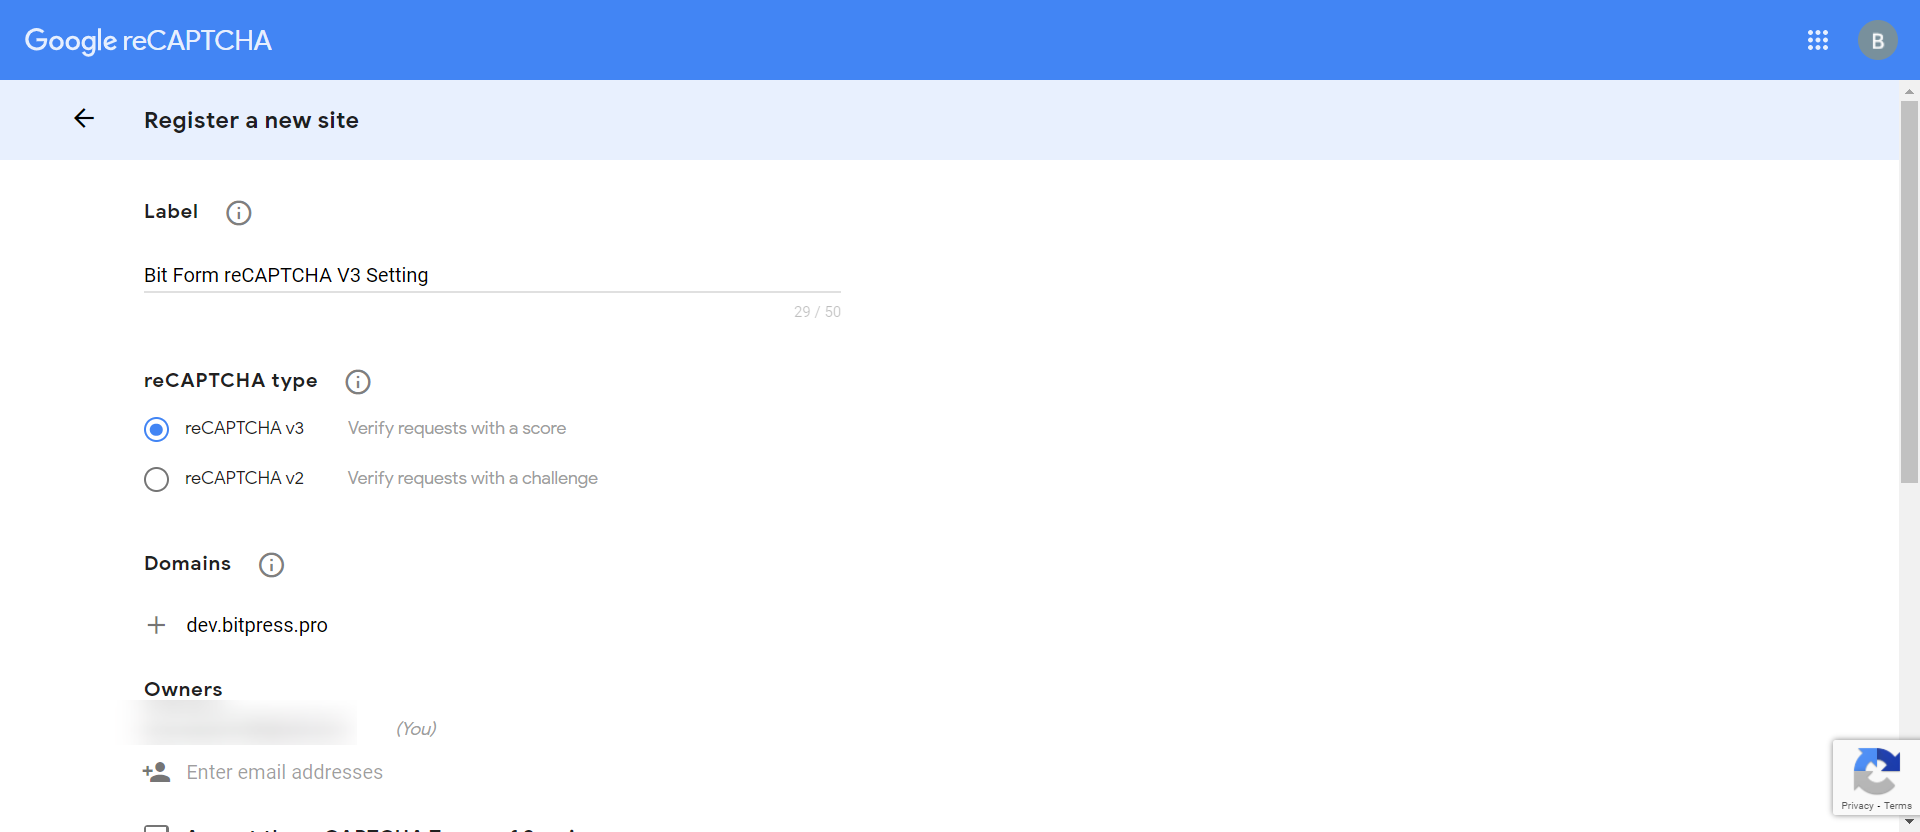 Google reCAPTCHA
B
Register a new site
Label
Bit Form reCAPTCHA V3 Setting
29 / 50
reCAPTCHA type
reCAPTCHA v3 Verify requests with a score
reCAPTCHA v2 Verify requests with a challenge
Domains
dev.bitpress.pro
Owners
(You)
Enter email addresses
Privacy - Terms